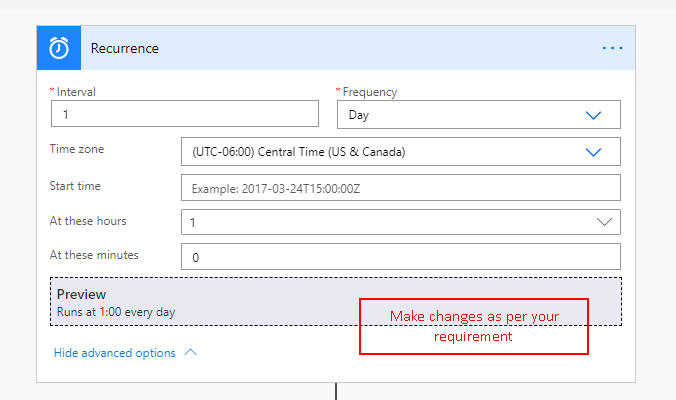 Recurrence
* Interval
* Frequency
1
Day
Time zone
(UTC-06:00) Central Time (US & Canada)
Start time
Example: 2017-03-24T15:00:00Z
At these hours
1
At these minutes
0
Preview
Runs at 1:00 every day
Make changes as per your
requirement
Hide advanced options